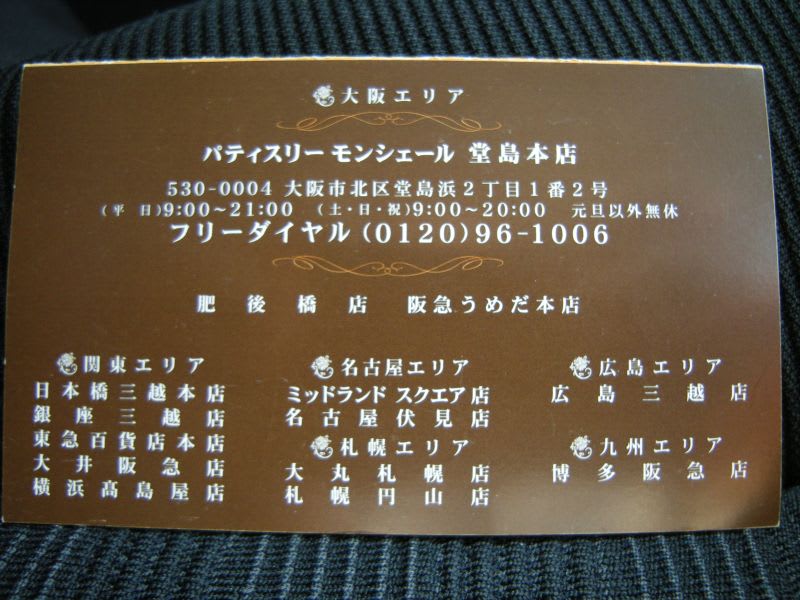 大阪エリア
パティスリー モンシェール 堂島本店
530-0004 大阪市北区堂島浜2丁目1番2号
(平 日)9:00~21:00 (土・日・祝)9:00~20:00 元旦以外無休
フリーダイヤル(0120)96-1006
肥後橋店 阪急うめだ本店
関東エリア
日本橋三越本店
銀座三越店
東急百貨店本店
大井阪急店
横浜髙島屋店
名古屋エリア
ミッドランド スクエア店
名古屋伏見店
札幌エリア
大丸札幌店
札幌円山店
広島エリア
広島三越店
九州エリア
博多阪急店